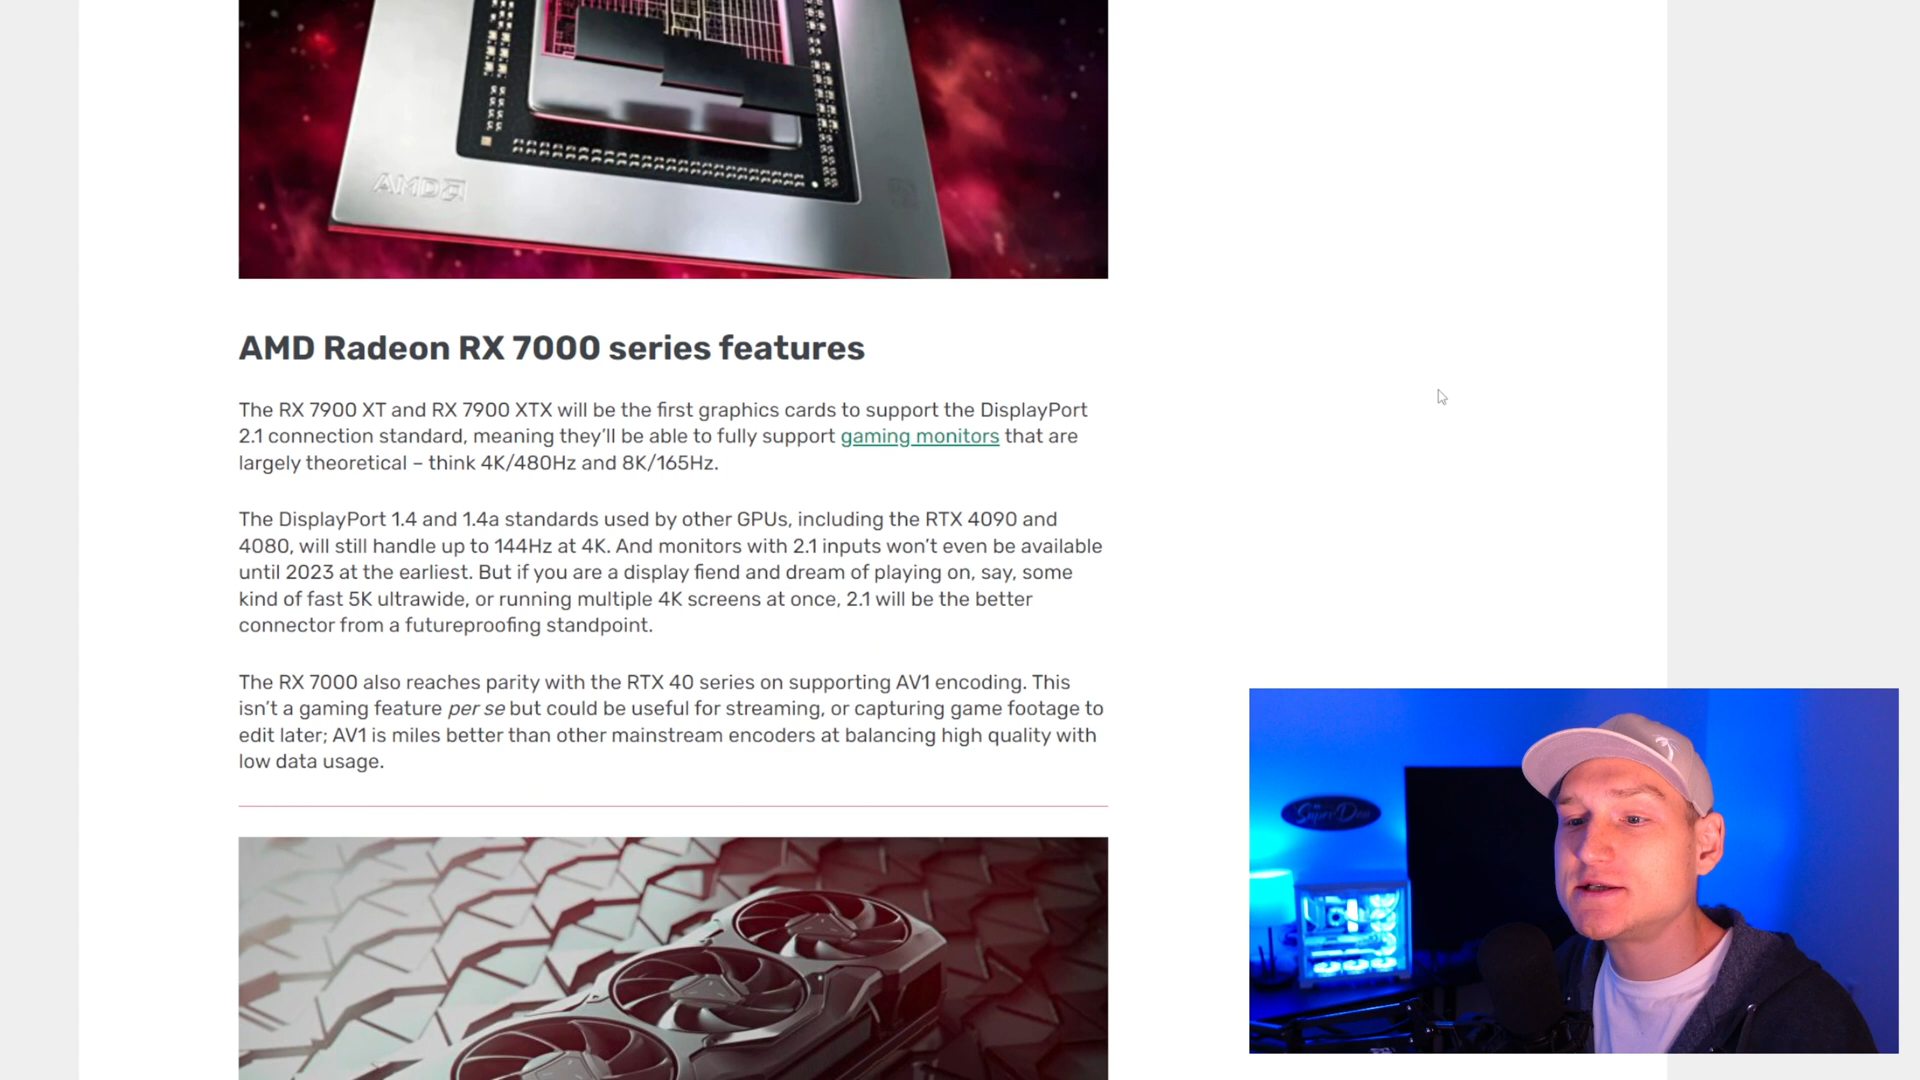 AMD
AMD Radeon RX 7000 series features
The RX 7900 XT and RX 7900 XTX will be the first graphics cards to support the DisplayPort
2.1 connection standard, meaning they’ll be able to fully support gaming monitors that are
largely theoretical – think 4K/480Hz and 8K/165Hz.
The DisplayPort 1.4 and 1.4a standards used by other GPUs, including the RTX 4090 and
4080, will still handle up to 144Hz at 4K. And monitors with 2.1 inputs won’t even be available
until 2023 at the earliest. But if you are a display fiend and dream of playing on, say, some
kind of fast 5K ultrawide, or running multiple 4K screens at once, 2.1 will be the better
connector from a futureproofing standpoint.
The RX 7000 also reaches parity with the RTX 40 series on supporting AV1 encoding. This
isn’t a gaming feature per se but could be useful for streaming, or capturing game footage to
edit later; AV1 is miles better than other mainstream encoders at balancing high quality with
low data usage.